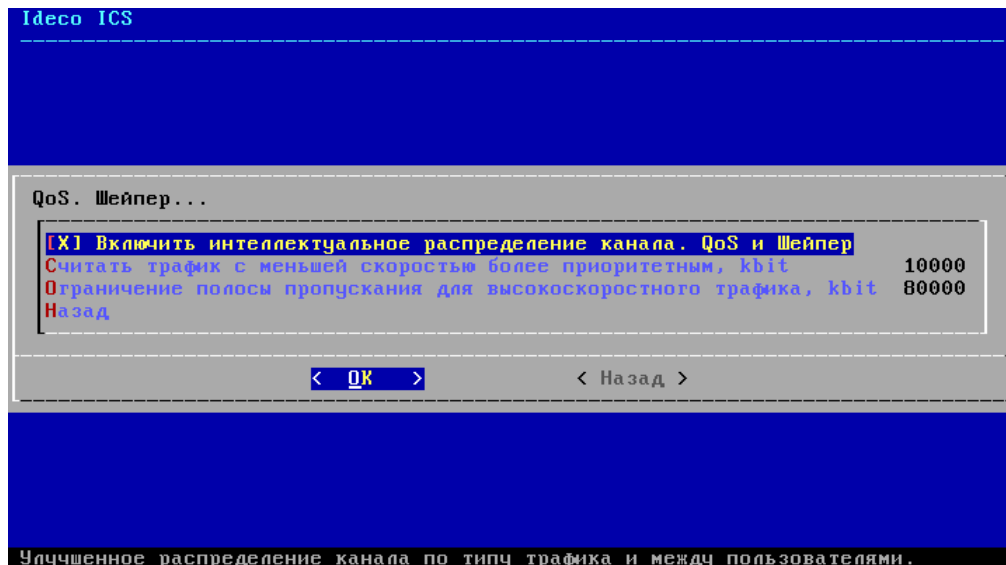 Ideco ICS
QoS. Шейпер...
[X] Включить интеллектуальное распределение канала. QoS и Шейпер
Считать трафик с меньшей скоростью более приоритетным, kbit 10000
Ограничение полосы пропускания для высокоскоростного трафика, kbit 80000
Назад
< OK > < Назад >
Улучшенное распределение канала по типу трафика и между пользователями.